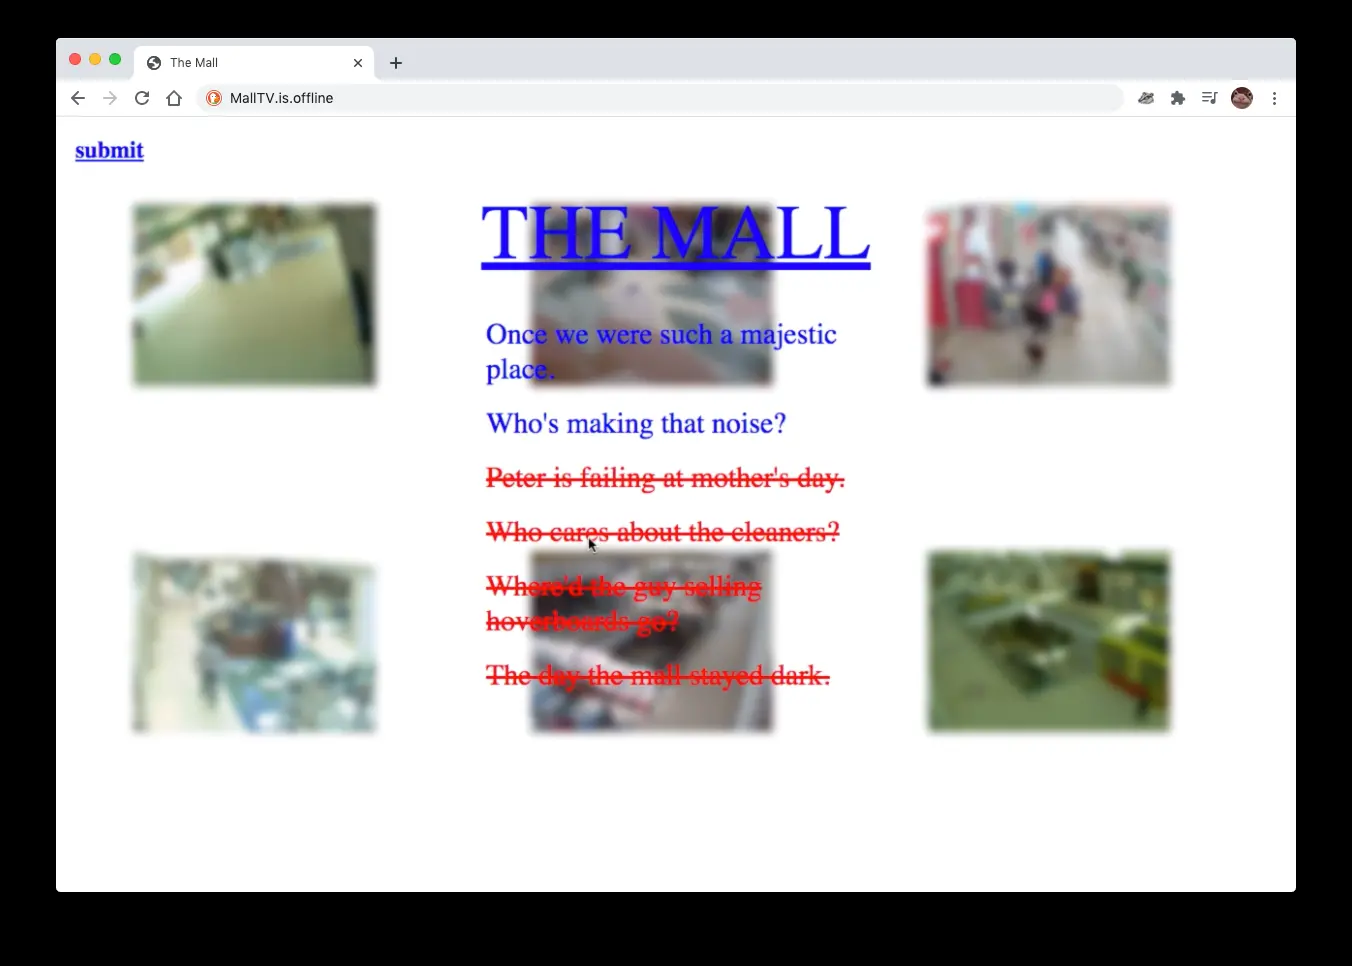 The Mall
MallTV.is.offline
submit
THE MALL
Once we were such a majestic
place.
Who's making that noise?
Peter is failing at mother's day.
Who cares about the cleaners?
Where'd the guy selling
hoverboards go?
The day the mall stayed dark.